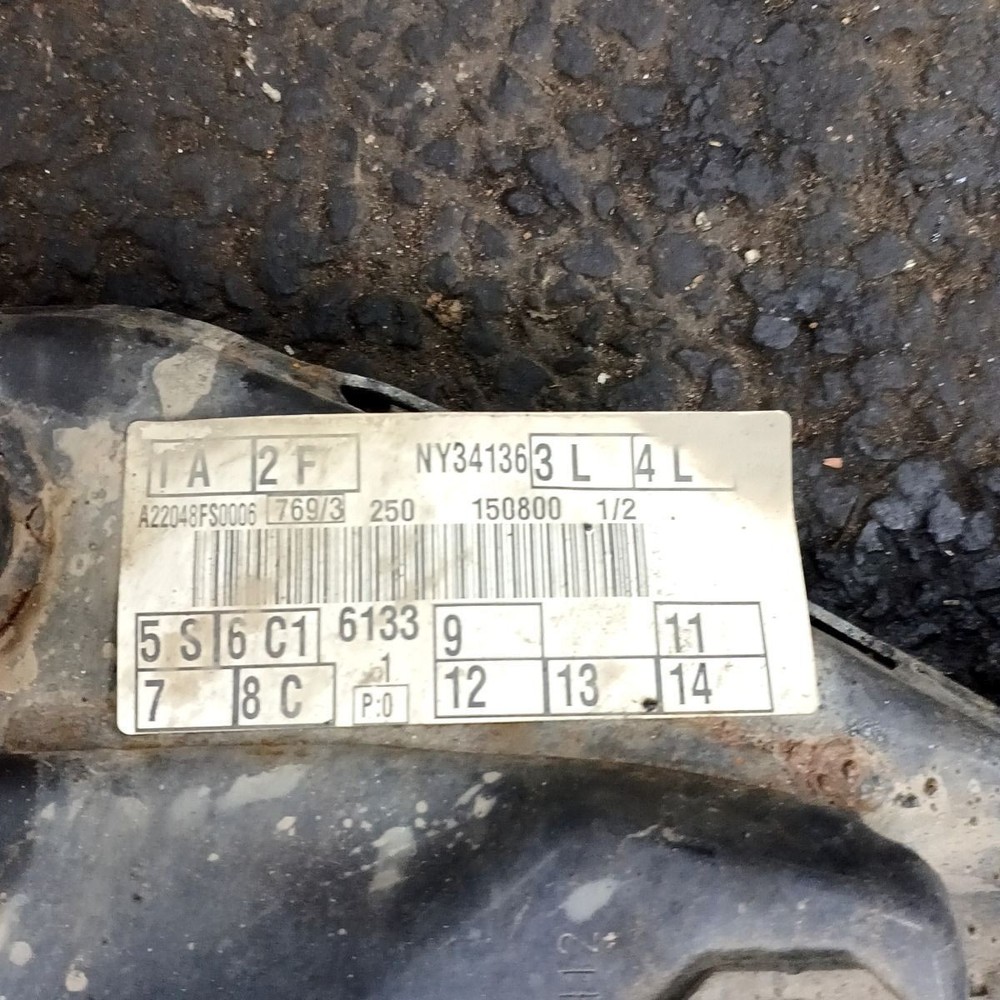 1 A 2 F NY34136 3 L 4 L
A22048FS0006 769/3 250 150800 1/2
5 S 6 C1 6133 9 11
1
7 8 C P:0 12 13 14